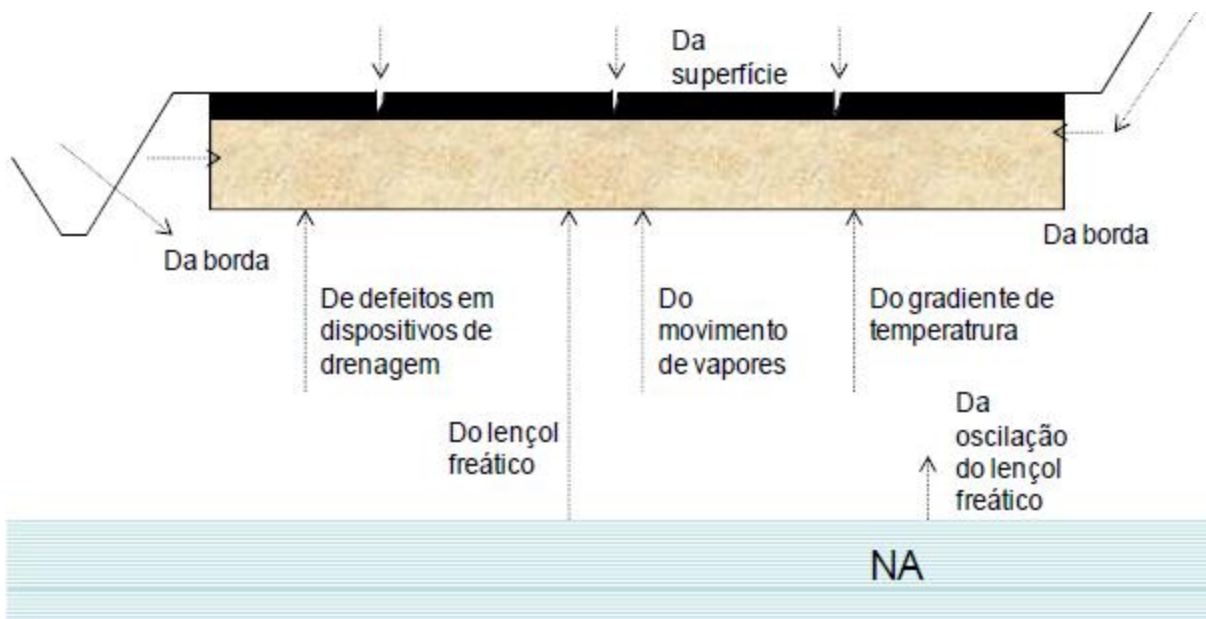 Da
superfície
Da borda
Da borda
De defeitos em
dispositivos de
drenagem
Do
movimento
de vapores
Do gradiente de
temperatrura
Do lençol
freático
Da
oscilação
do lençol
freático
NA